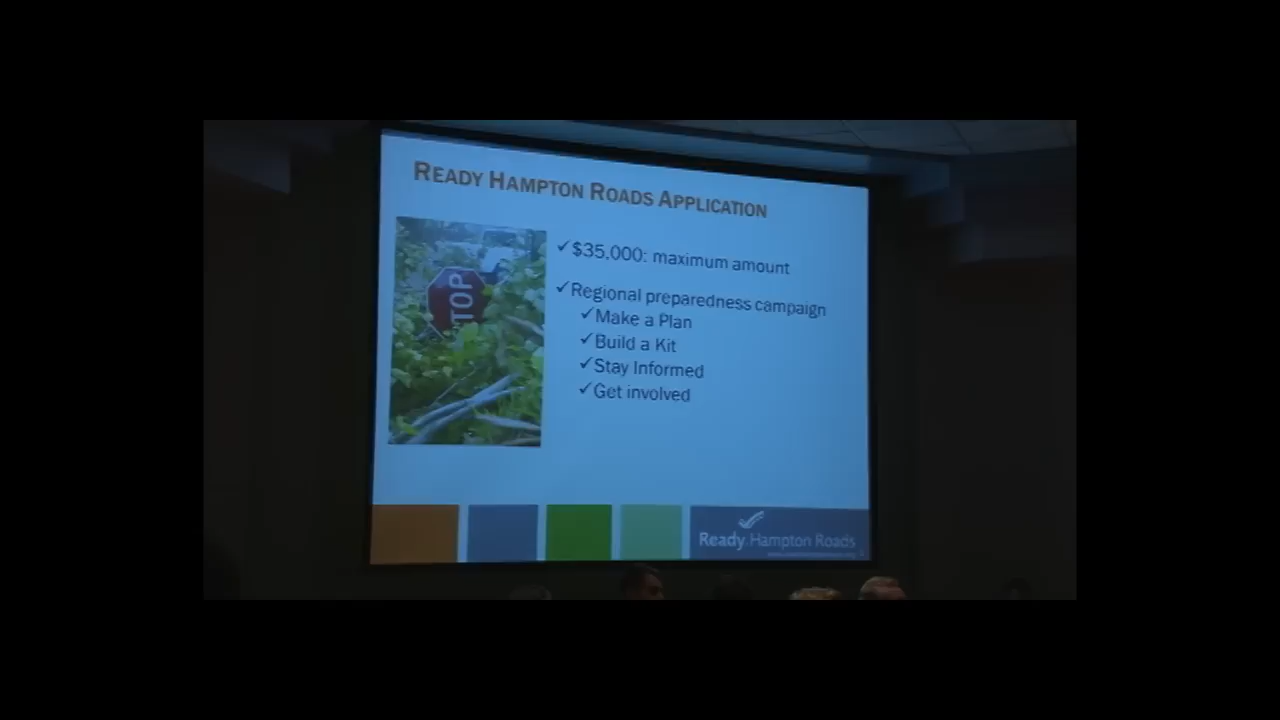 READY HAMPTON ROADS APPLICATION
TOP
✓$35,000: maximum amount
✓Regional preparedness campaign
✓Make a Plan
✓Build a Kit
✓Stay Informed
✓Get involved
Ready Hampton Roads